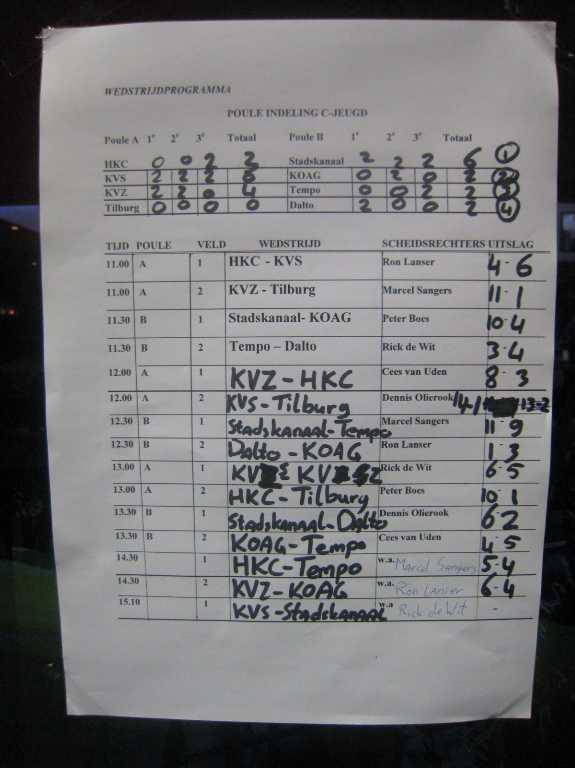 WEDSTRIJDPROGRAMMA
POULE INDELING C-JEUGD
Poule A 1e 2e 3e Totaal Poule B 1e 2e 3e Totaal
HKC 0 0 2 2 Stadskanaal 2 2 2 6 1
KVS 2 2 2 6 KOAG 0 2 0 2 2
KVZ 2 2 0 4 Tempo 0 0 2 2 3
Tilburg 0 0 0 0 Dalto 2 0 0 2 4
TIJD POULE VELD WEDSTRIJD SCHEIDSRECHTERS UITSLAG
11.00 A 1 HKC - KVS Ron Lanser 4 - 6
11.00 A 2 KVZ - Tilburg Marcel Sangers 11 - 1
11.30 B 1 Stadskanaal- KOAG Peter Boes 10 - 4
11.30 B 2 Tempo – Dalto Rick de Wit 3 - 4
12.00 A 1 KVZ - HKC Cees van Uden 8 - 3
12.00 A 2 KVS - Tilburg Dennis Olierook 14-1 13-2
12.30 B 1 Stadskanaal-Tempo Marcel Sangers 11 - 9
12.30 B 2 Dalto - KOAG Ron Lanser 1 - 3
13.00 A 1 KV KV Z Rick de Wit 6 - 5
13.00 A 2 HKC - Tilburg Peter Boes 10 - 1
13.30 B 1 Stadskanaal-Dalto Dennis Olierook 6 2
13.30 B 2 KOAG - Tempo Cees van Uden 4 - 5
14.30 1 HKC - Tempo w.a. Marcel Sangers 5 - 4
14.30 2 KVZ - KOAG w.a. Ron Lanser 6 - 4
15.10 1 KVS - Stadskanaal w.a Rick de Wit -